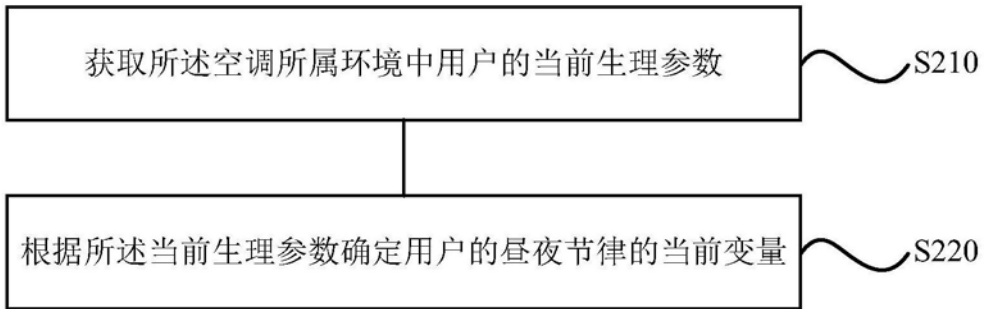 获取所述空调所属环境中用户的当前生理参数
S210
根据所述当前生理参数确定用户的昼夜节律的当前变量
S220